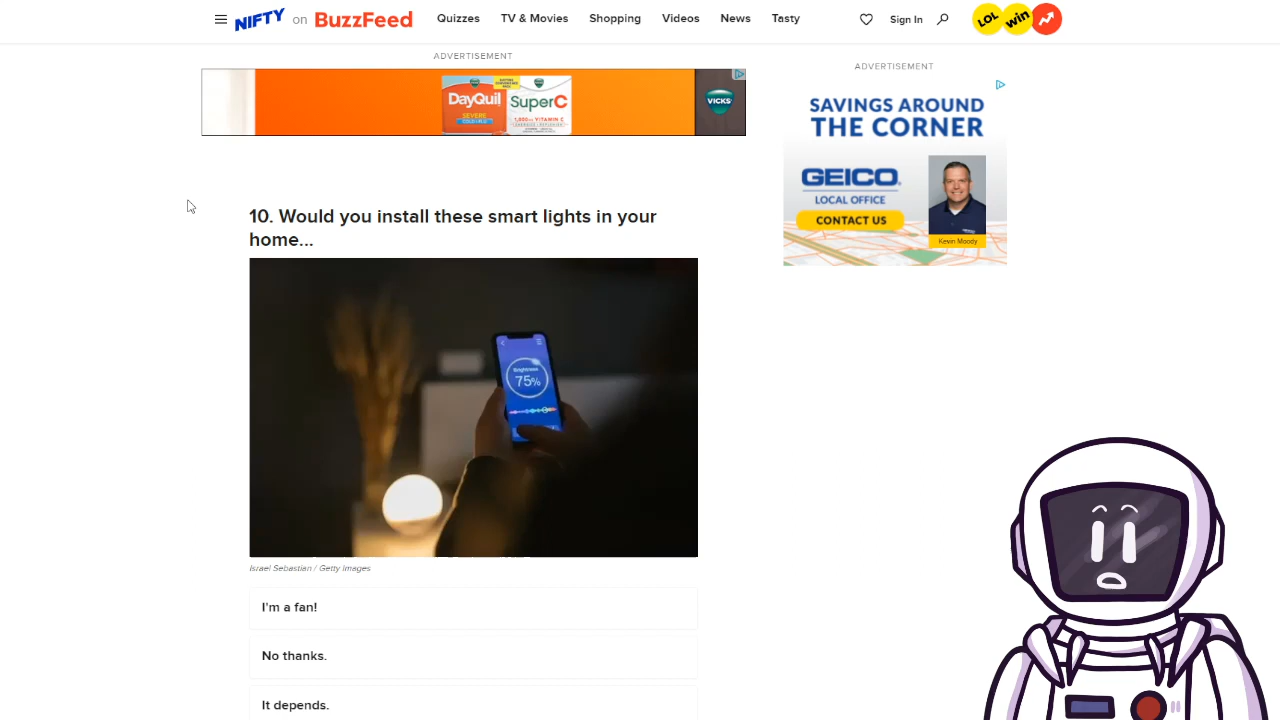 NIFTY on BuzzFeed Quizzes TV & Movies Shopping Videos News Tasty Sign In LOL win
ADVERTISEMENT
DayQuil
SEVERE
SuperC
VICKS
ADVERTISEMENT
SAVINGS AROUND
THE CORNER
GEICO
LOCAL OFFICE
CONTACT US
Kevin Moody
10. Would you install these smart lights in your
home...
Brightness
75%
Israel Sebastian / Getty Images
I'm a fan!
No thanks.
It depends.